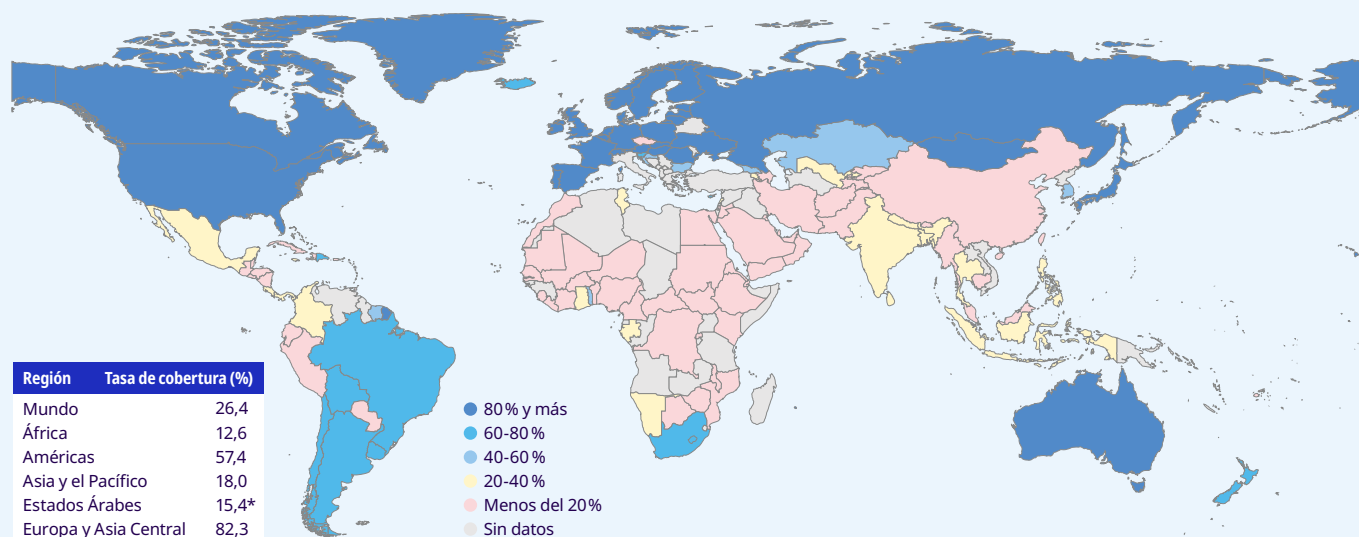 Región Tasa de cobertura (%)
Mundo 26,4
África 12,6
Américas 57,4
Asia y el Pacífico 18,0
Estados Árabes 15,4*
Europa y Asia Central 82,3
80 % y más
60-80 %
40-60 %
20-40 %
Menos del 20 %
Sin datos